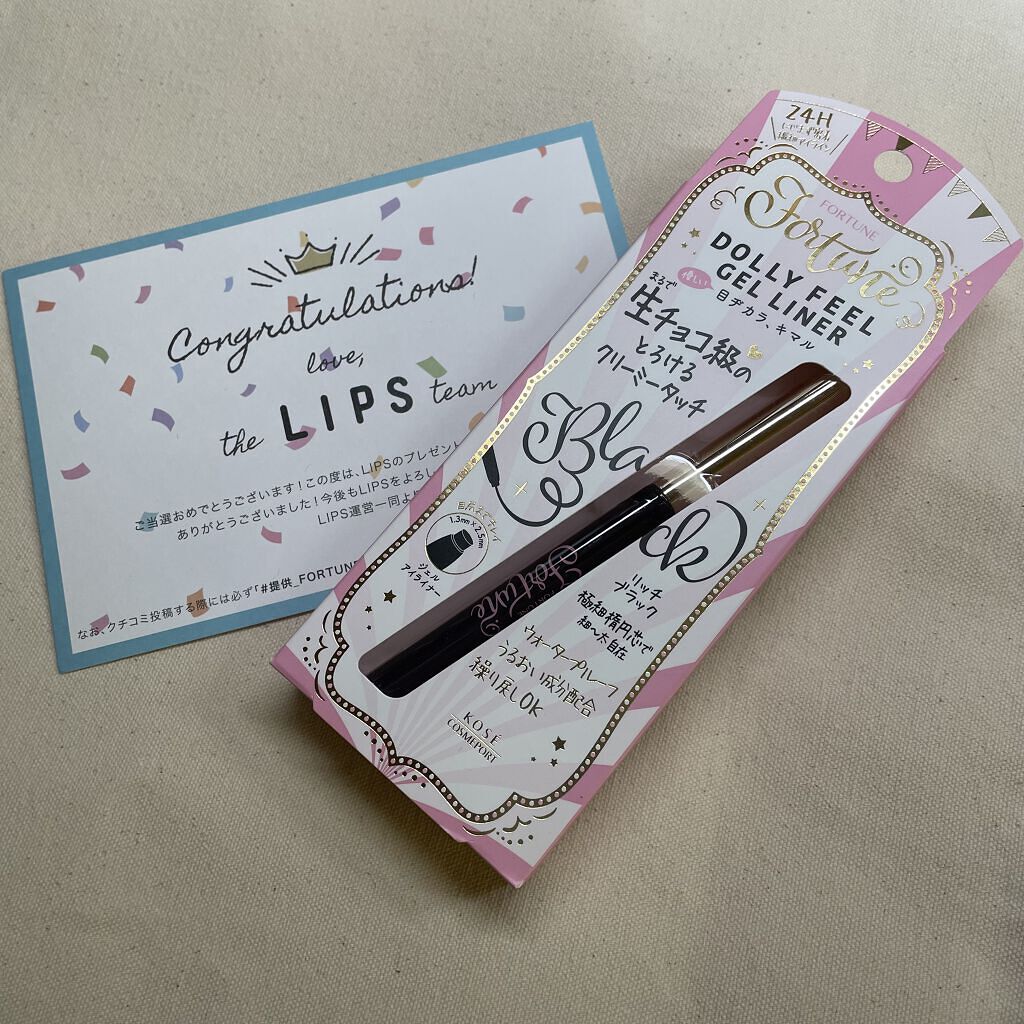 Congratulations!
love,
the LIPS team
ご当選おめでとうございます！この度は、LIPSのプレゼント
ありがとうございました！今後もLIPSをよろし
LIPS運営一同より
なお、クチコミ投稿する際には必ず「#提供_FORTUNE
24H
FORTUNE
Fortune
DOLLY FEEL
GEL LINER
優しい
目ヂカラ、キマル
まるで
生チョコ級の
とろける
クリーミータッチ
Bla
ck
1.3mm×2.5mm
ジェル
アイライナー
Fortune
リッチ
ブラック
極細楕円芯で
細〜太自在
ウォータープルーフ
うるおい成分配合
繰り戻しOK
KOSÉ
COSMEPORT